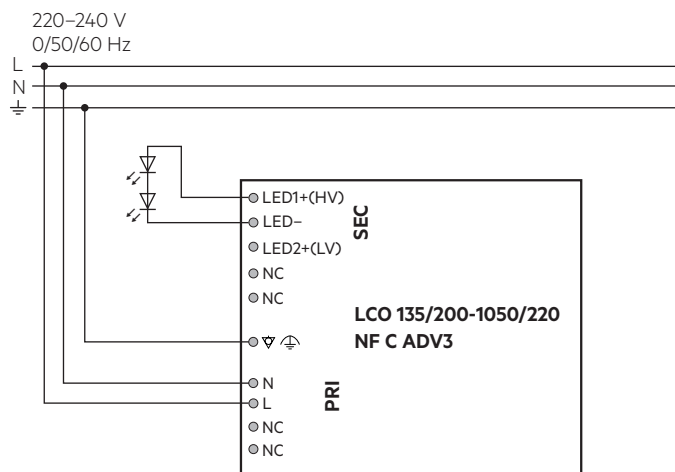 220–240 V
0/50/60 Hz
L
N
LED1+(HV)
LED–
LED2+(LV)
NC
NC
SEC
LCO 135/200-1050/220
NF C ADV3
N
L
NC
NC
PRI